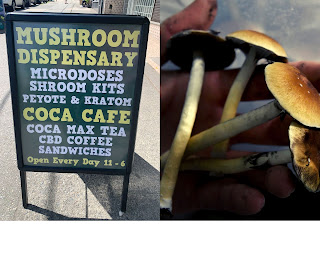 MUSHROOM
DISPENSARY
MICRODOSES
SHROOM KITS
PEYOTE & KRATOM
COCA CAFE
COCA MAX TEA
CBD COFFEE
SANDWICHES
Open Every Day 11 - 6